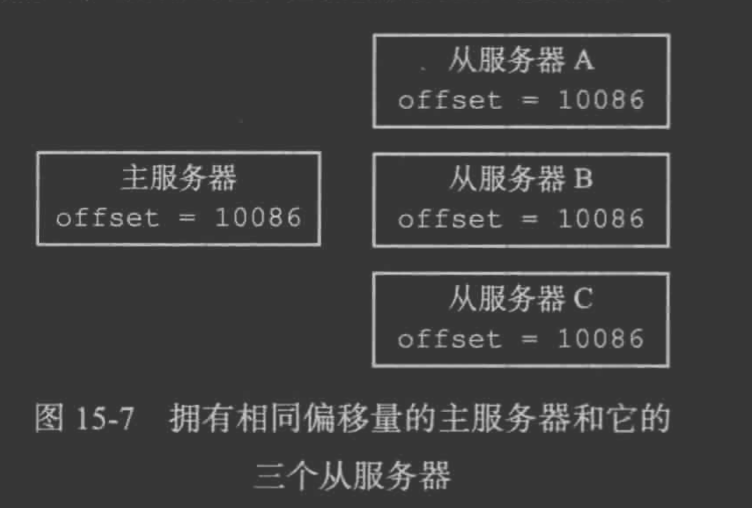 从服务器 A
offset = 10086
主服务器
offset = 10086
从服务器 B
offset = 10086
从服务器 C
offset = 10086
图 15-7 拥有相同偏移量的主服务器和它的
三个从服务器